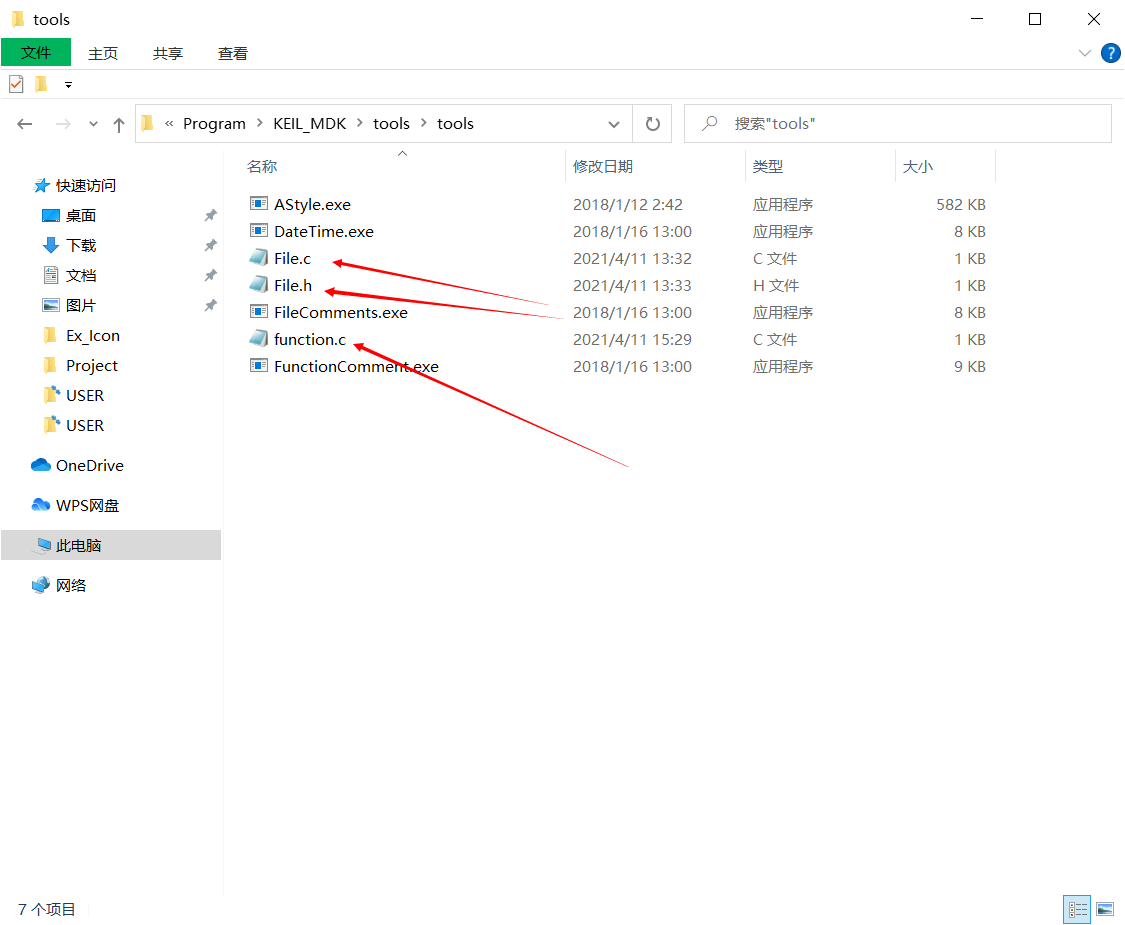 tools
文件 主页 共享 查看 ?
« Program > KEIL_MDK > tools > tools 搜索"tools"
名称 修改日期 类型 大小
快速访问
桌面
下载
文档
图片
Ex_Icon
Project
USER
USER
OneDrive
WPS网盘
此电脑
网络
AStyle.exe 2018/1/12 2:42 应用程序 582 KB
DateTime.exe 2018/1/16 13:00 应用程序 8 KB
File.c 2021/4/11 13:32 C 文件 1 KB
File.h 2021/4/11 13:33 H 文件 1 KB
FileComments.exe 2018/1/16 13:00 应用程序 8 KB
function.c 2021/4/11 15:29 C 文件 1 KB
FunctionComment.exe 2018/1/16 13:00 应用程序 9 KB
7 个项目